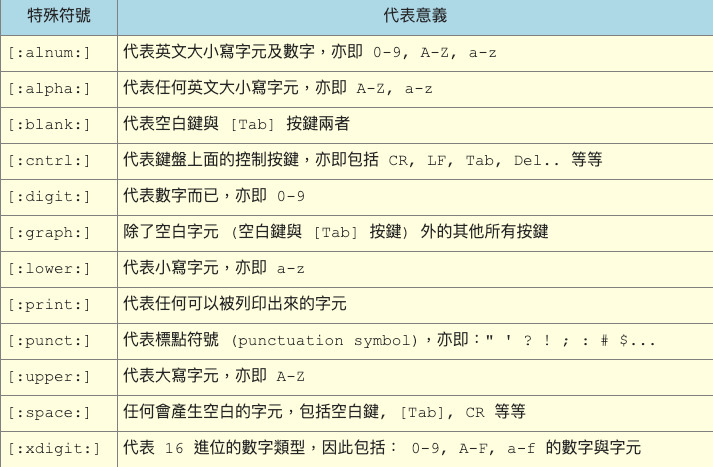 特殊符號 代表意義
[:alnum:] 代表英文大小寫字元及數字，亦即 0-9, A-Z, a-z
[:alpha:] 代表任何英文大小寫字元，亦即 A-Z, a-z
[:blank:] 代表空白鍵與 [Tab] 按鍵兩者
[:cntrl:] 代表鍵盤上面的控制按鍵，亦即包括 CR, LF, Tab, Del.. 等等
[:digit:] 代表數字而已，亦即 0-9
[:graph:] 除了空白字元 (空白鍵與 [Tab] 按鍵) 外的其他所有按鍵
[:lower:] 代表小寫字元，亦即 a-z
[:print:] 代表任何可以被列印出來的字元
[:punct:] 代表標點符號 (punctuation symbol)，亦即：" ' ? ! ; : # $...
[:upper:] 代表大寫字元，亦即 A-Z
[:space:] 任何會產生空白的字元，包括空白鍵, [Tab], CR 等等
[:xdigit:] 代表 16 進位的數字類型，因此包括： 0-9, A-F, a-f 的數字與字元